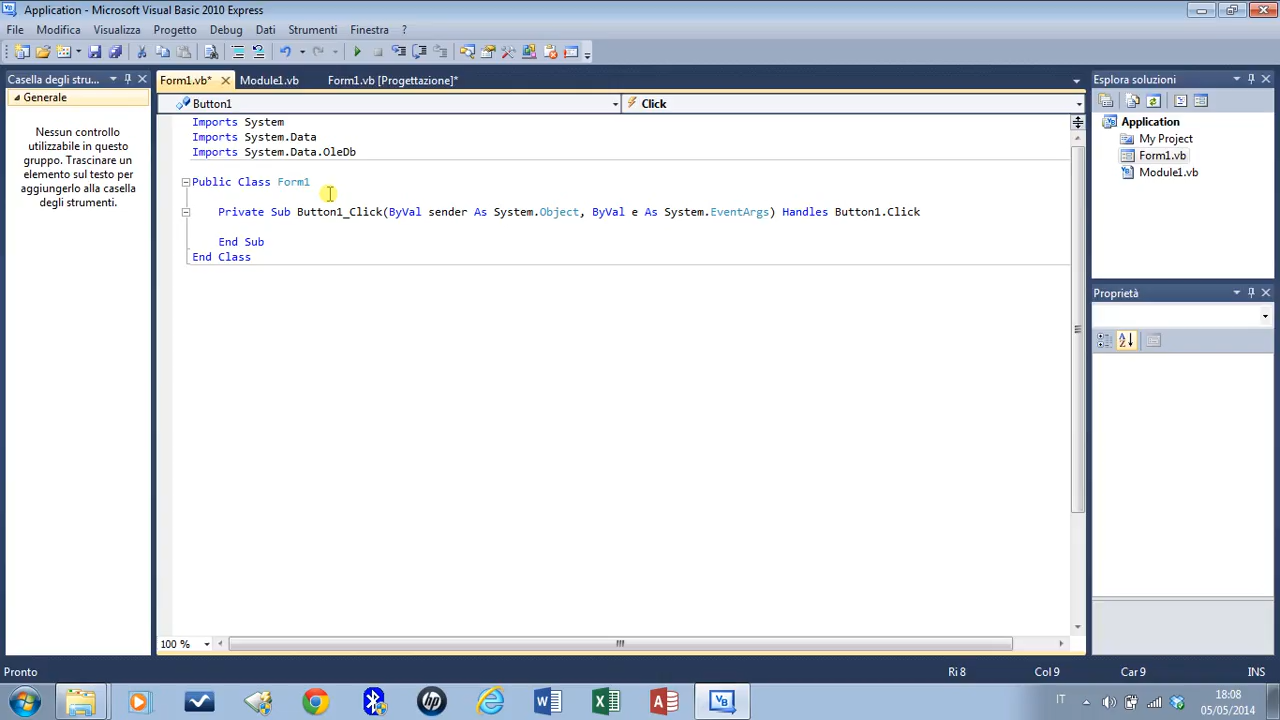 Application - Microsoft Visual Basic 2010 Express
File Modifica Visualizza Progetto Debug Dati Strumenti Finestra ?
Casella degli stru...
Generale
Nessun controllo
utilizzabile in questo
gruppo. Trascinare un
elemento sul testo per
aggiungerlo alla casella
degli strumenti.
Form1.vb* Module1.vb Form1.vb [Progettazione]*
Button1 Click
Imports System
Imports System.Data
Imports System.Data.OleDb
Public Class Form1
Private Sub Button1_Click(ByVal sender As System.Object, ByVal e As System.EventArgs) Handles Button1.Click
End Sub
End Class
100 %
Esplora soluzioni
Application
My Project
Form1.vb
Module1.vb
Proprietà
Pronto Ri 8 Col 9 Car 9 INS
IT
18:08
05/05/2014